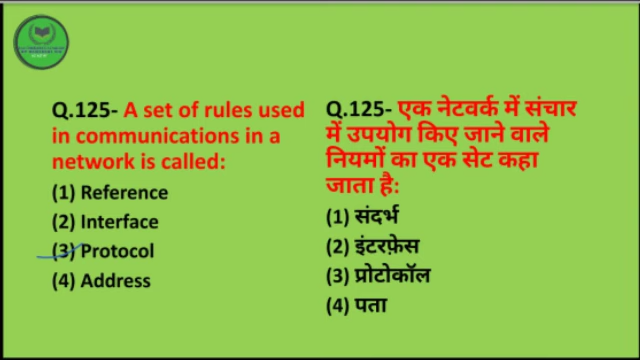 Q.125- A set of rules used
in communications in a
network is called:
(1) Reference
(2) Interface
(3) Protocol
(4) Address
Q.125- एक नेटवर्क में संचार
में उपयोग किए जाने वाले
नियमों का एक सेट कहा
जाता है:
(1) संदर्भ
(2) इंटरफ़ेस
(3) प्रोटोकॉल
(4) पता